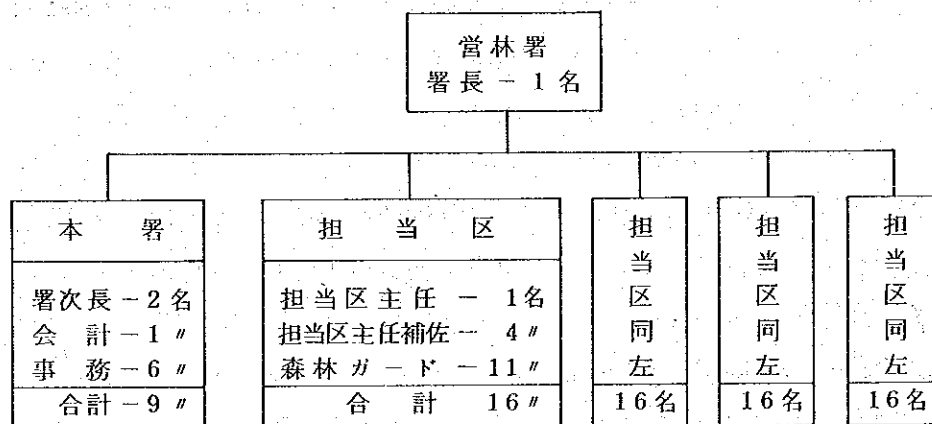 営林署
署長－1名
本署
署次長－2名
会計－1〃
事務－6〃
合計－9〃
担当区
担当区主任－1名
担当区主任補佐－4〃
森林ガード－11〃
合計 16〃
担当区同左
16名
担当区同左
16名
担当区同左
16名